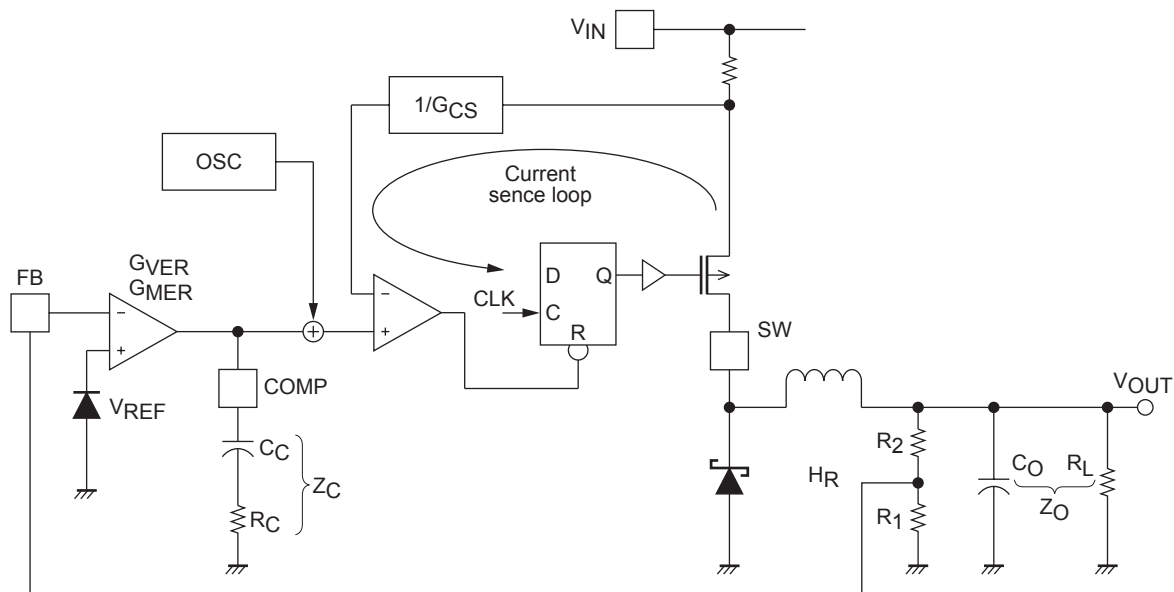 VIN
1/GCS
OSC
Current
sence loop
FB
GVER
GMER
−
+
VREF
COMP
CC
RC
ZC
+
−
+
CLK
D
Q
C
R
SW
VOUT
R2
HR
R1
CO
RL
ZO